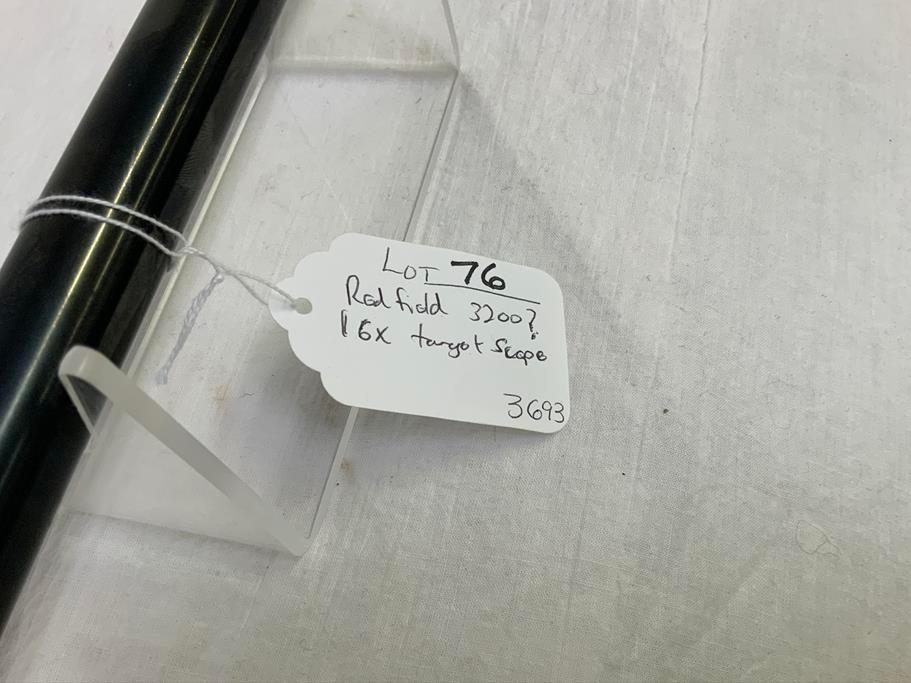 LOT 76
Redfield 3200?
16x target scope
3693